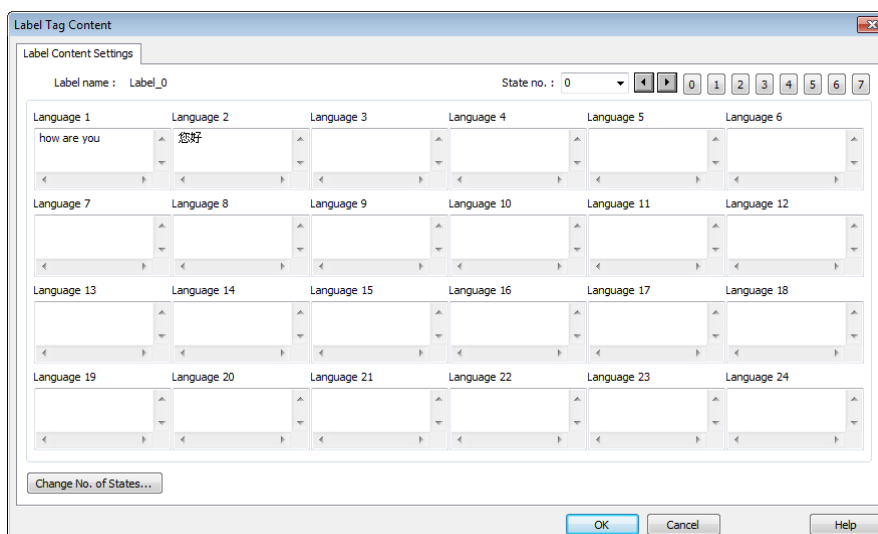 Label Tag Content
Label Content Settings
Label name : Label_0 State no. : 0 0 1 2 3 4 5 6 7
Language 1 Language 2 Language 3 Language 4 Language 5 Language 6
how are you 您好
Language 7 Language 8 Language 9 Language 10 Language 11 Language 12
Language 13 Language 14 Language 15 Language 16 Language 17 Language 18
Language 19 Language 20 Language 21 Language 22 Language 23 Language 24
Change No. of States...
OK Cancel Help